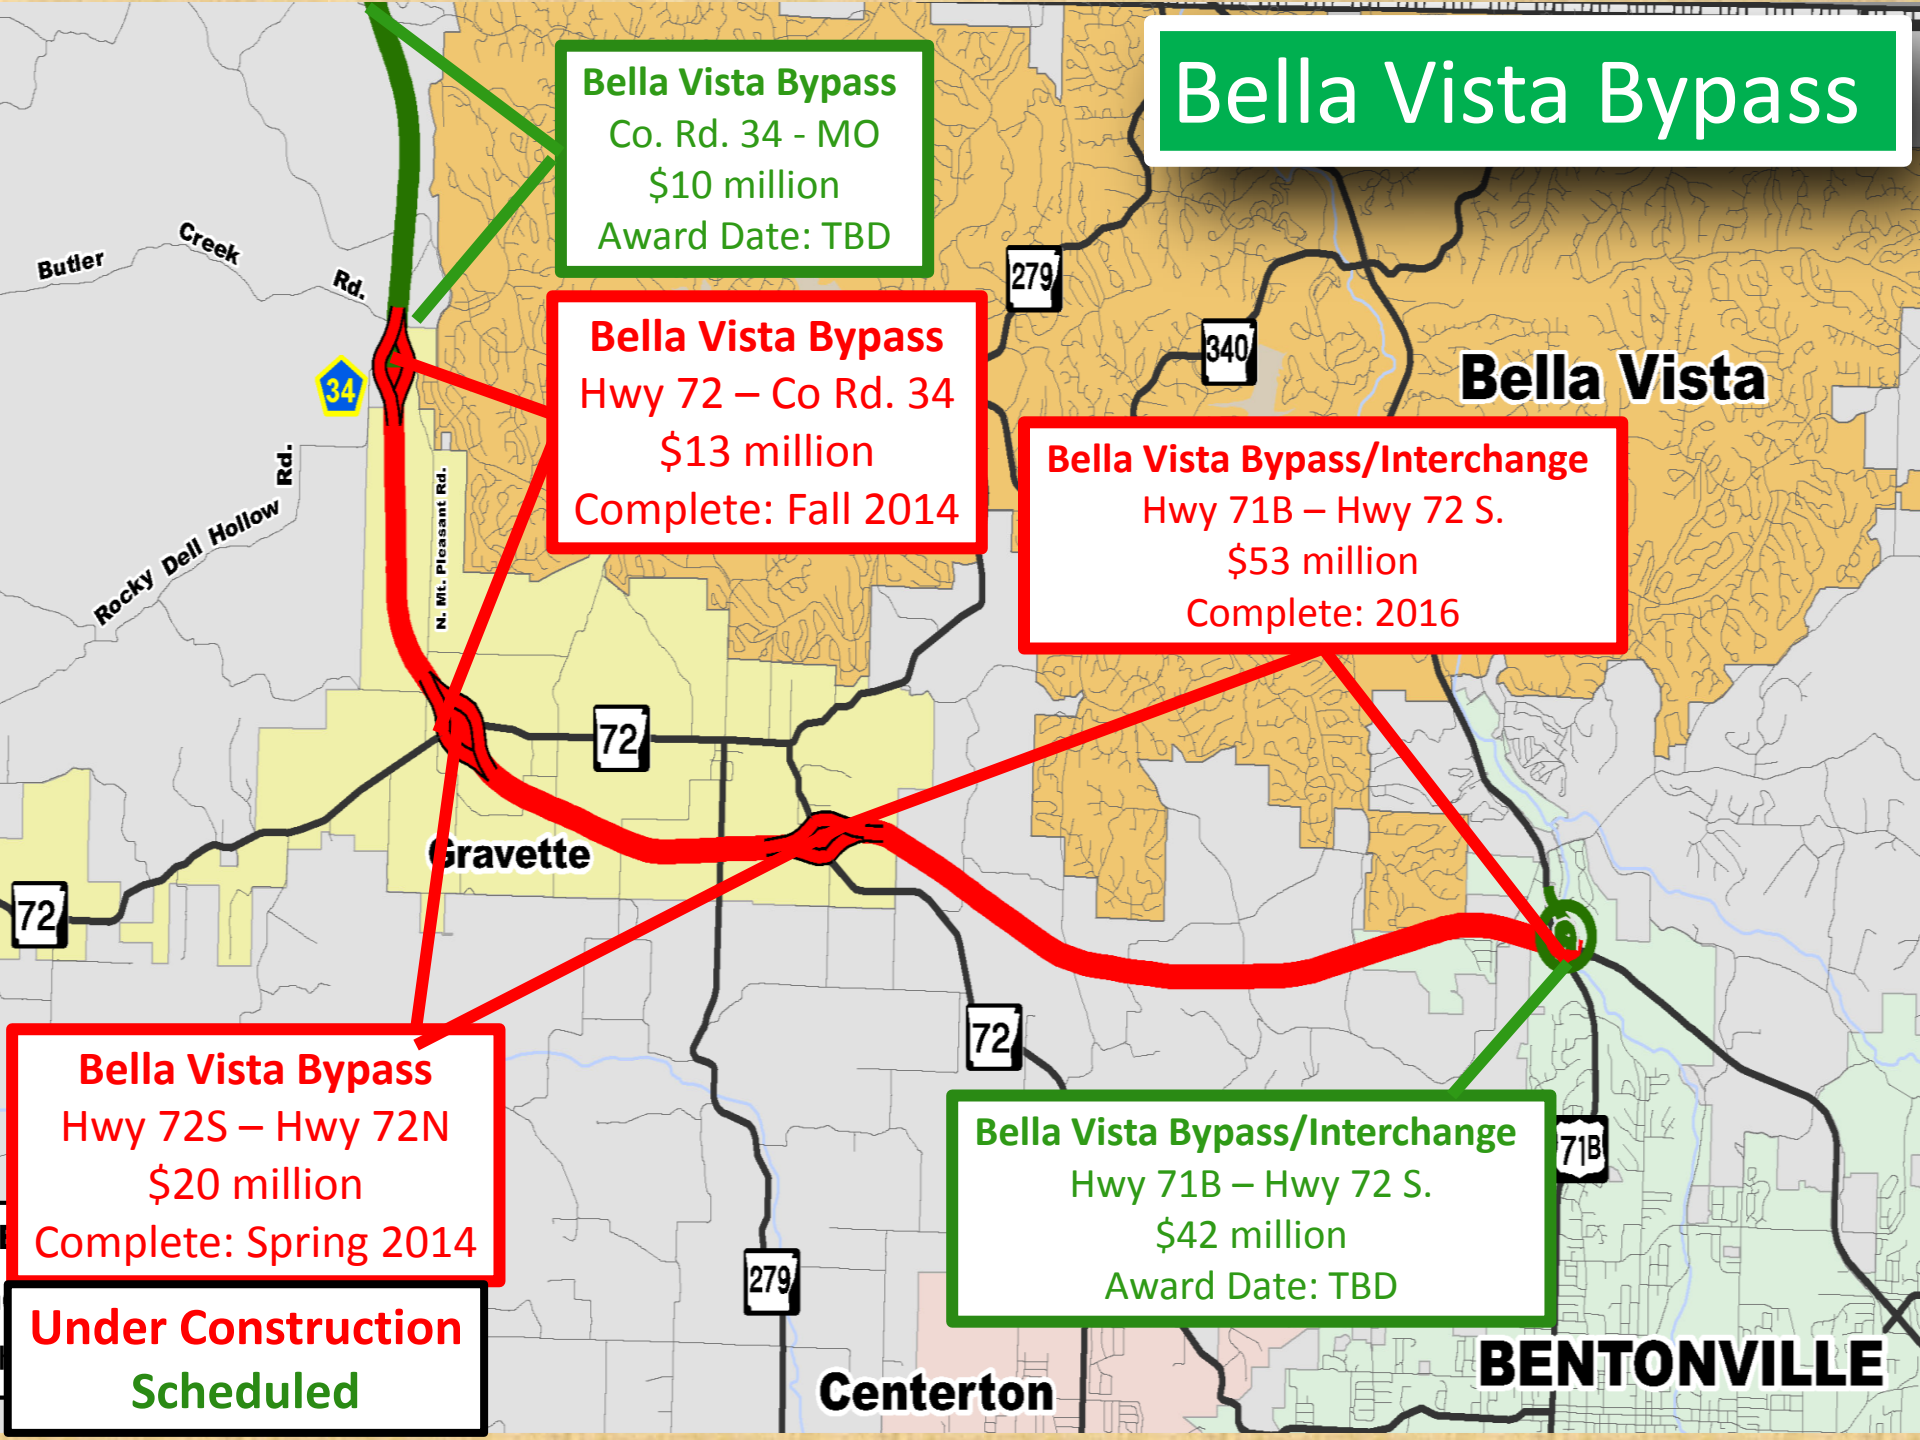 Bella Vista Bypass
Bella Vista Bypass
Co. Rd. 34 - MO
$10 million
Award Date: TBD
Butler Creek Rd.
279
Bella Vista Bypass
Hwy 72 – Co Rd. 34
$13 million
Complete: Fall 2014
340
Bella Vista
34
Bella Vista Bypass/Interchange
Hwy 71B – Hwy 72 S.
$53 million
Complete: 2016
Rocky Dell Hollow Rd.
N. Mt. Pleasant Rd.
72
Gravette
72
72
Bella Vista Bypass
Hwy 72S – Hwy 72N
$20 million
Complete: Spring 2014
Bella Vista Bypass/Interchange
Hwy 71B – Hwy 72 S.
$42 million
Award Date: TBD
71B
279
Under Construction
Scheduled
Centerton
BENTONVILLE